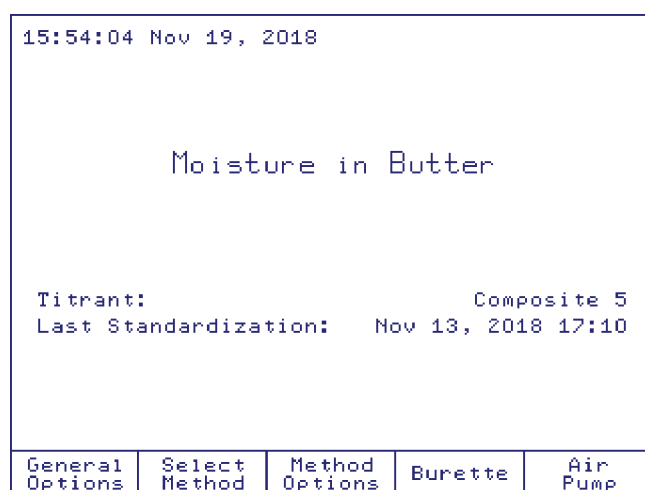 15:54:04 Nov 19, 2018
Moisture in Butter
Titrant: Composite 5
Last Standardization: Nov 13, 2018 17:10
General Options
Select Method
Method Options
Burette
Air Pump